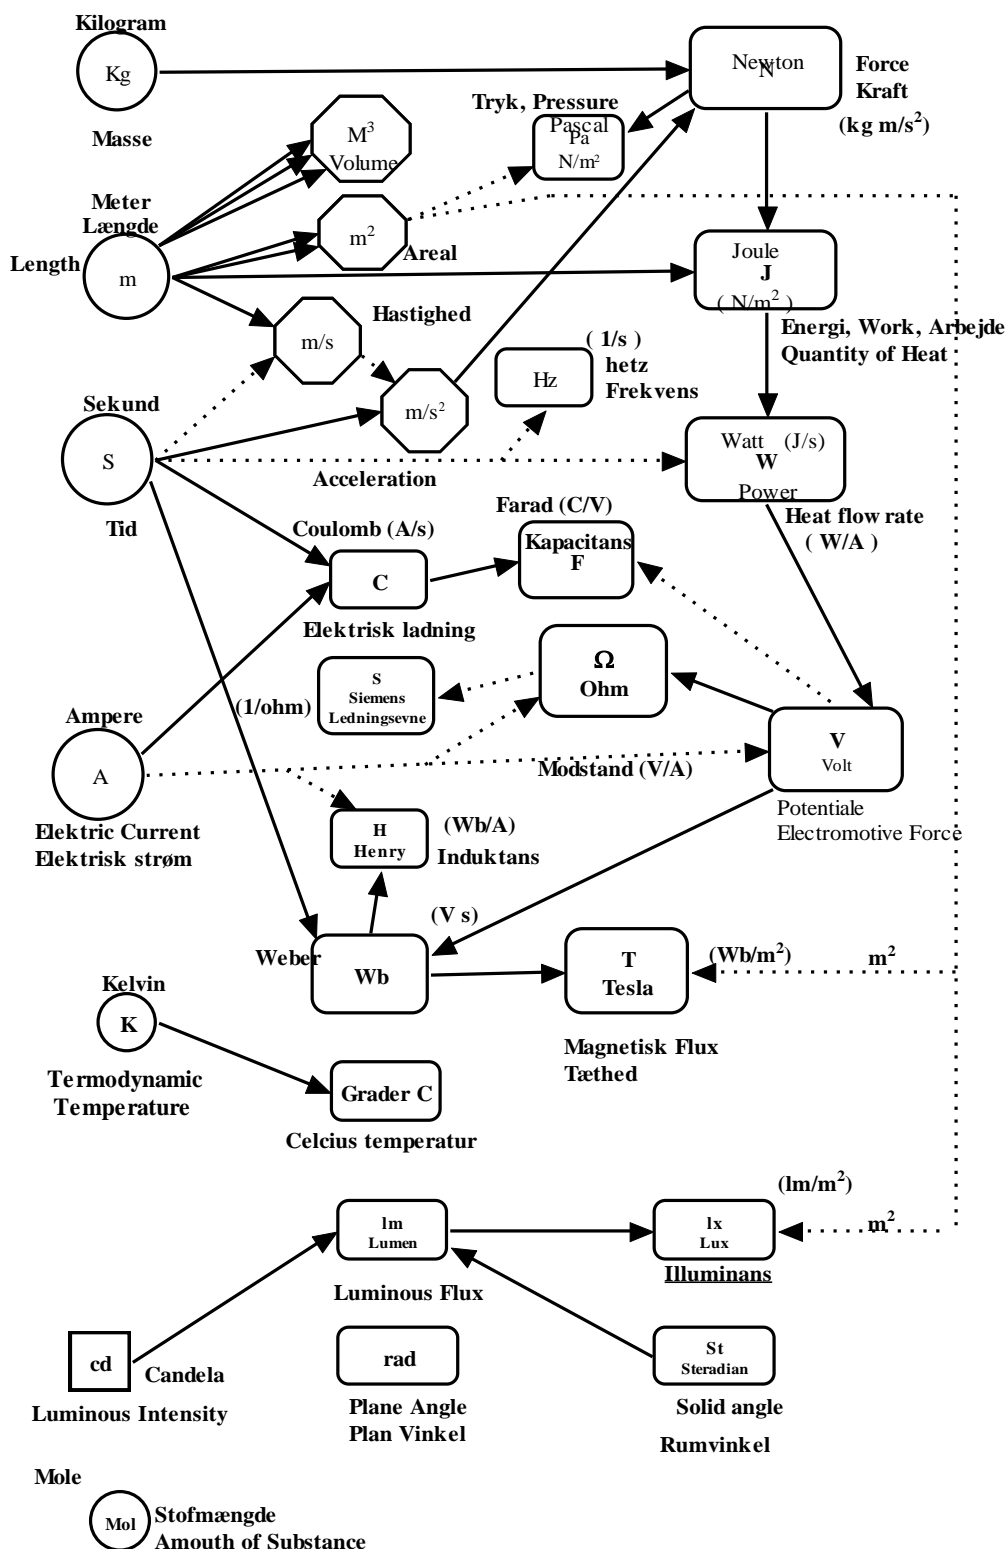 Kilogram
Kg
Masse
Newton
N
Force
Kraft
(kg m/s²)
Tryk, Pressure
Pascal
Pa
N/m²
M³
Volume
Meter
Længde
Length
m
m²
Areal
Joule
J
( N/m² )
Energi, Work, Arbejde
Quantity of Heat
m/s
Hastighed
( 1/s )
hetz
Frekvens
Hz
m/s²
Sekund
S
Tid
Acceleration
Watt (J/s)
W
Power
Heat flow rate
( W/A )
Coulomb (A/s)
C
Elektrisk ladning
Farad (C/V)
Kapacitans
F
Ω
Ohm
S
Siemens
Ledningsevne
(1/ohm)
Ampere
A
Elektric Current
Elektrisk strøm
Modstand (V/A)
V
Volt
Potentiale
Electromotive Force
H
Henry
(Wb/A)
Induktans
(V s)
Weber
Wb
T
Tesla
(Wb/m²)
m²
Magnetisk Flux
Tæthed
Kelvin
K
Termodynamic
Temperature
Grader C
Celcius temperatur
(lm/m²)
m²
lm
Lumen
Luminous Flux
lx
Lux
Illuminans
cd
Candela
Luminous Intensity
rad
Plane Angle
Plan Vinkel
St
Steradian
Solid angle
Rumvinkel
Mole
Mol
Stofmængde
Amouth of Substance